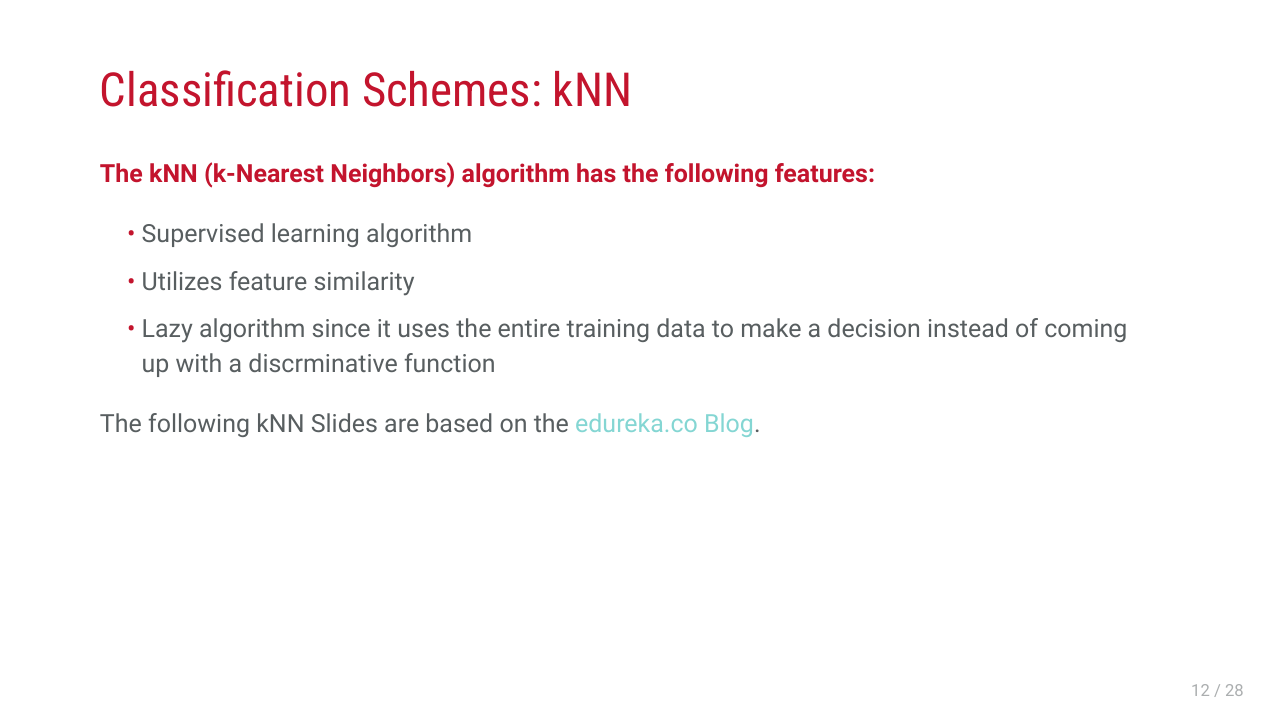 Classification Schemes: kNN
The kNN (k-Nearest Neighbors) algorithm has the following features:
• Supervised learning algorithm
• Utilizes feature similarity
• Lazy algorithm since it uses the entire training data to make a decision instead of coming
up with a discrminative function
The following kNN Slides are based on the edureka.co Blog.
12 / 28